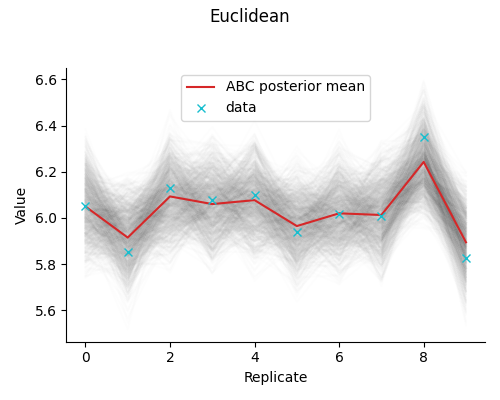 Euclidean
ABC posterior mean
data
Value
6.6
6.4
6.2
6.0
5.8
5.6
0
2
4
6
8
Replicate